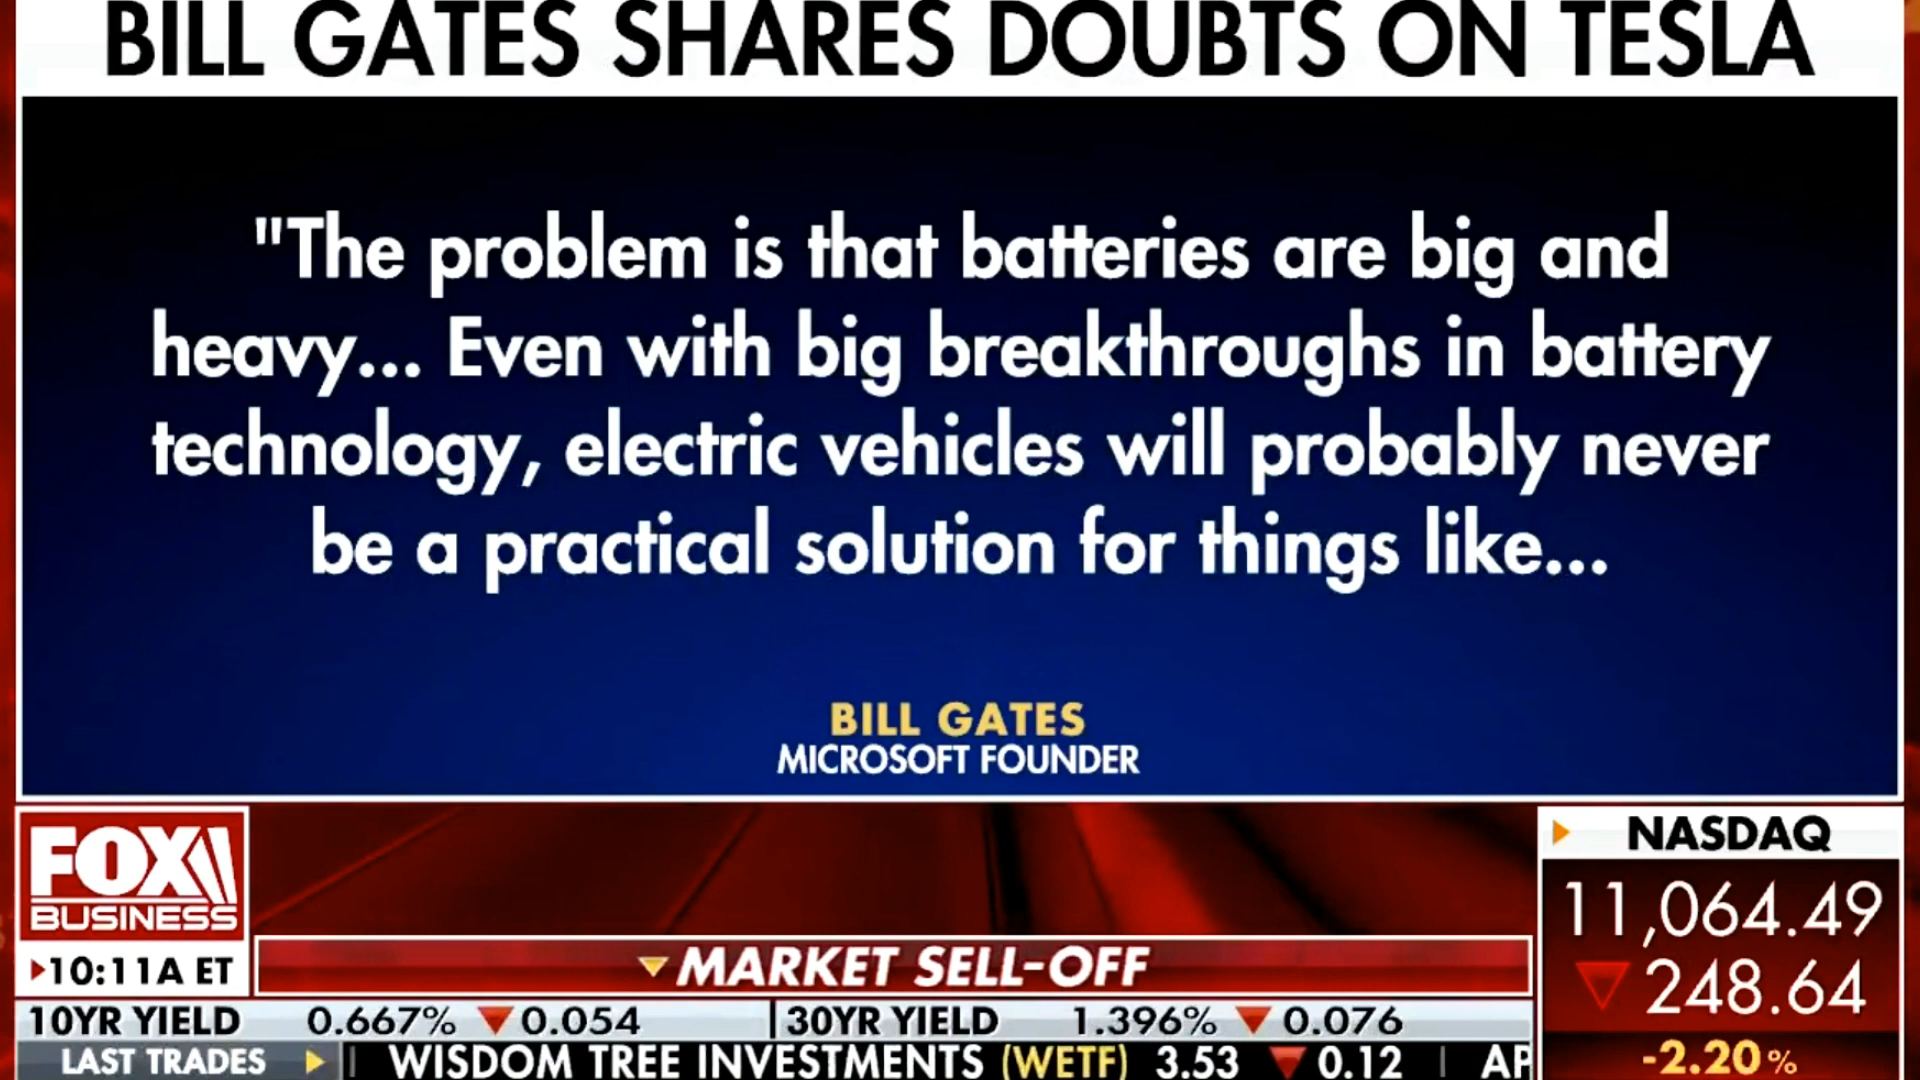 BILL GATES SHARES DOUBTS ON TESLA
"The problem is that batteries are big and
heavy... Even with big breakthroughs in battery
technology, electric vehicles will probably never
be a practical solution for things like...
BILL GATES
MICROSOFT FOUNDER
FOX
BUSINESS
10:11A ET
MARKET SELL-OFF
NASDAQ
11,064.49
248.64
-2.20%
10YR YIELD 0.667% 0.054 30YR YIELD 1.396% 0.076
LAST TRADES WISDOM TREE INVESTMENTS (WETF) 3.53 0.12 AP